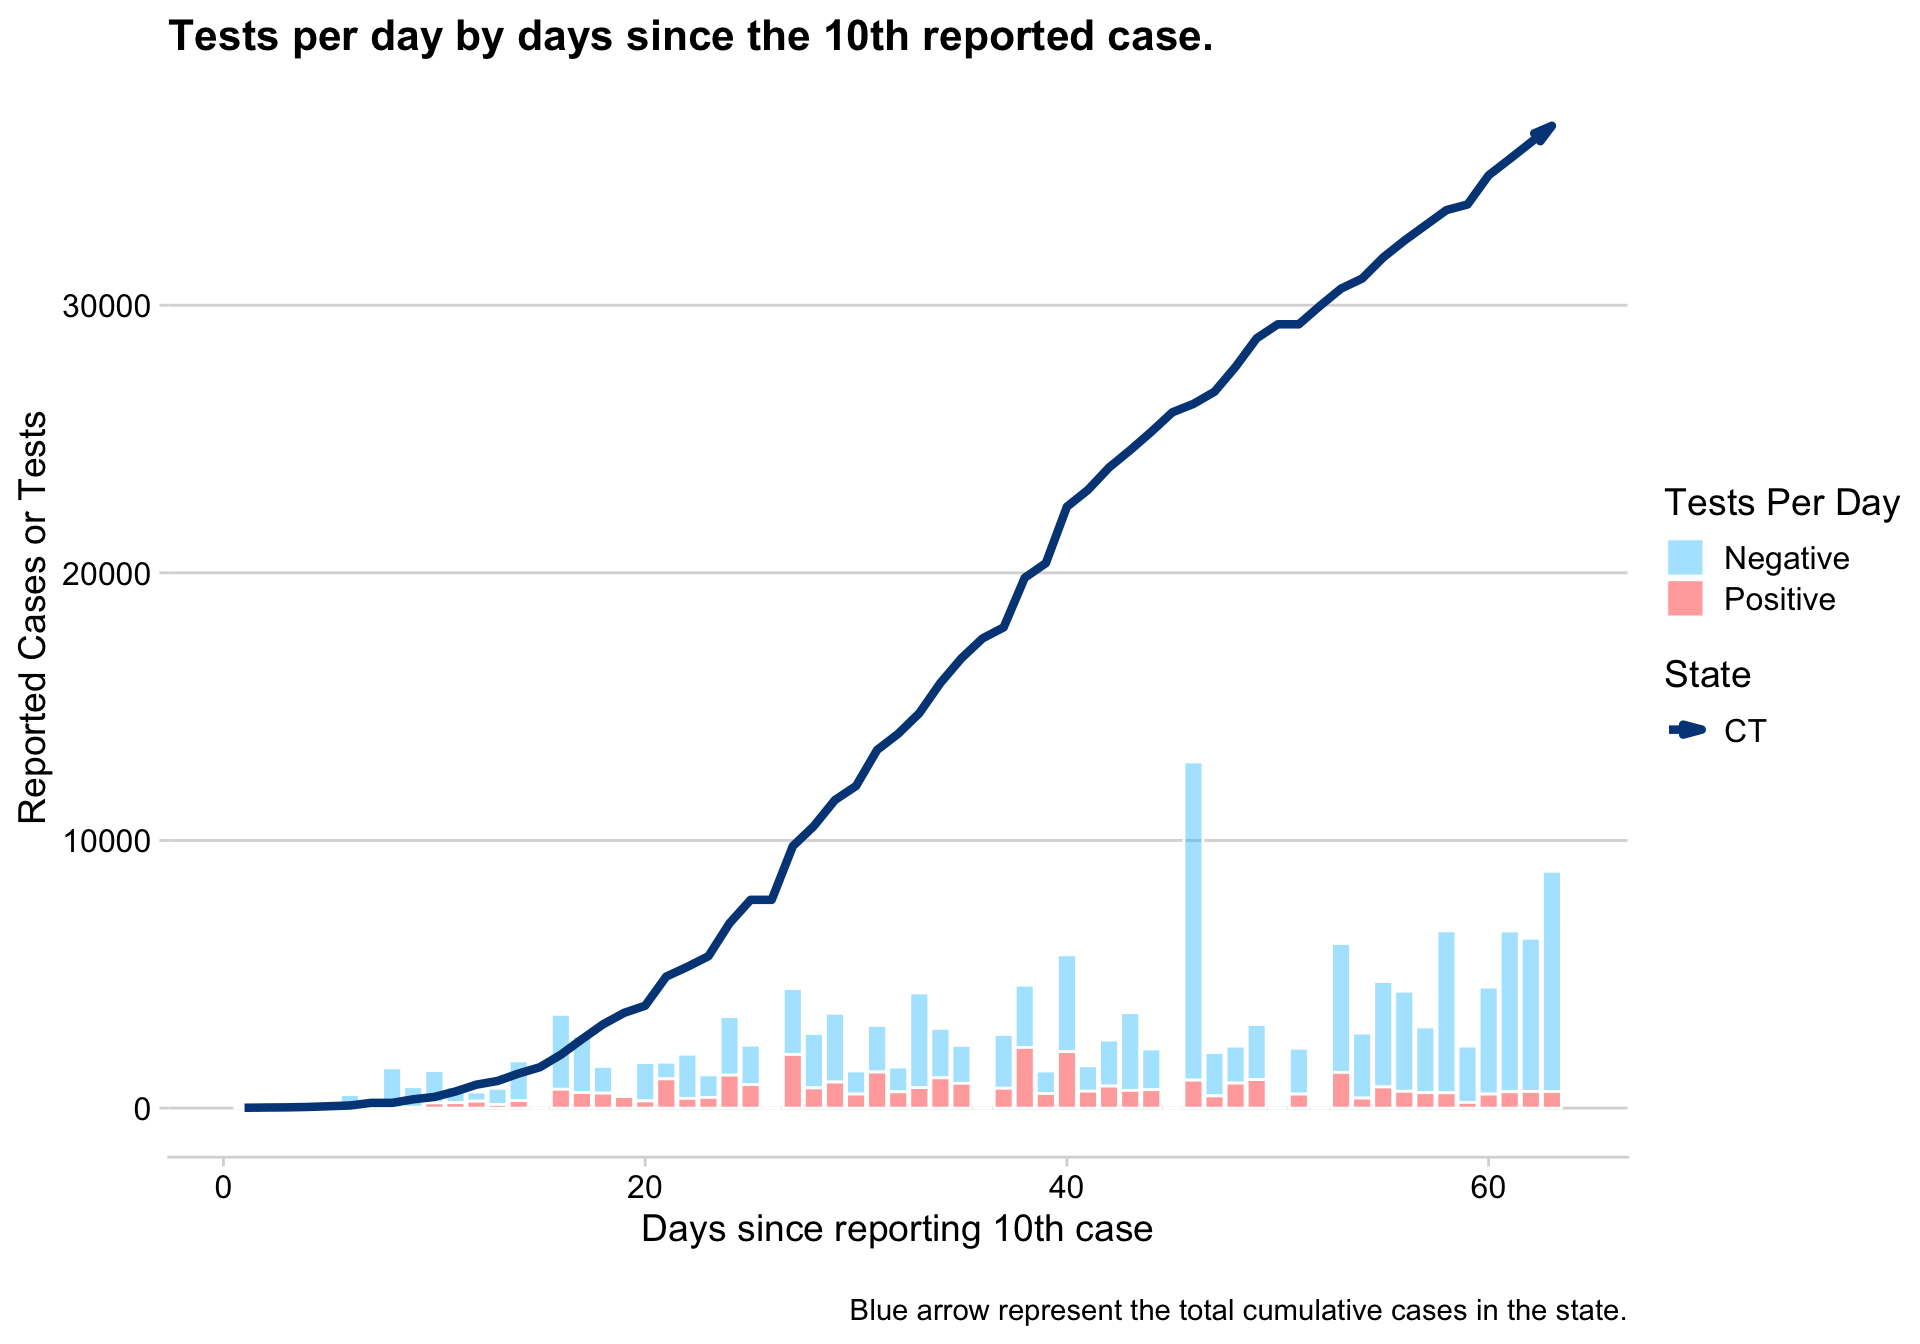 Tests per day by days since the 10th reported case.
Reported Cases or Tests
30000
20000
10000
0
0 20 40 60
Days since reporting 10th case
Tests Per Day
Negative
Positive
State
CT
Blue arrow represent the total cumulative cases in the state.